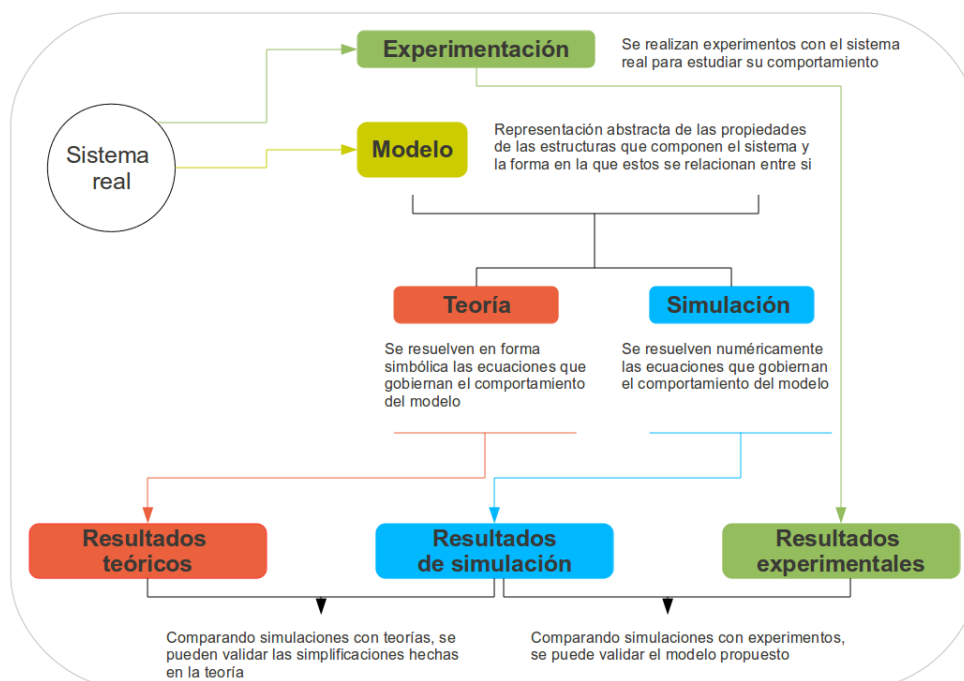 Experimentación
Se realizan experimentos con el sistema
real para estudiar su comportamiento
Sistema
real
Modelo
Representación abstracta de las propiedades
de las estructuras que componen el sistema y
la forma en la que estos se relacionan entre si
Teoría
Simulación
Se resuelven en forma
simbólica las ecuaciones que
gobiernan el comportamiento
del modelo
Se resuelven numéricamente
las ecuaciones que gobiernan
el comportamiento del modelo
Resultados
teóricos
Resultados
de simulación
Resultados
experimentales
Comparando simulaciones con teorías, se
pueden validar las simplificaciones hechas
en la teoría
Comparando simulaciones con experimentos,
se puede validar el modelo propuesto